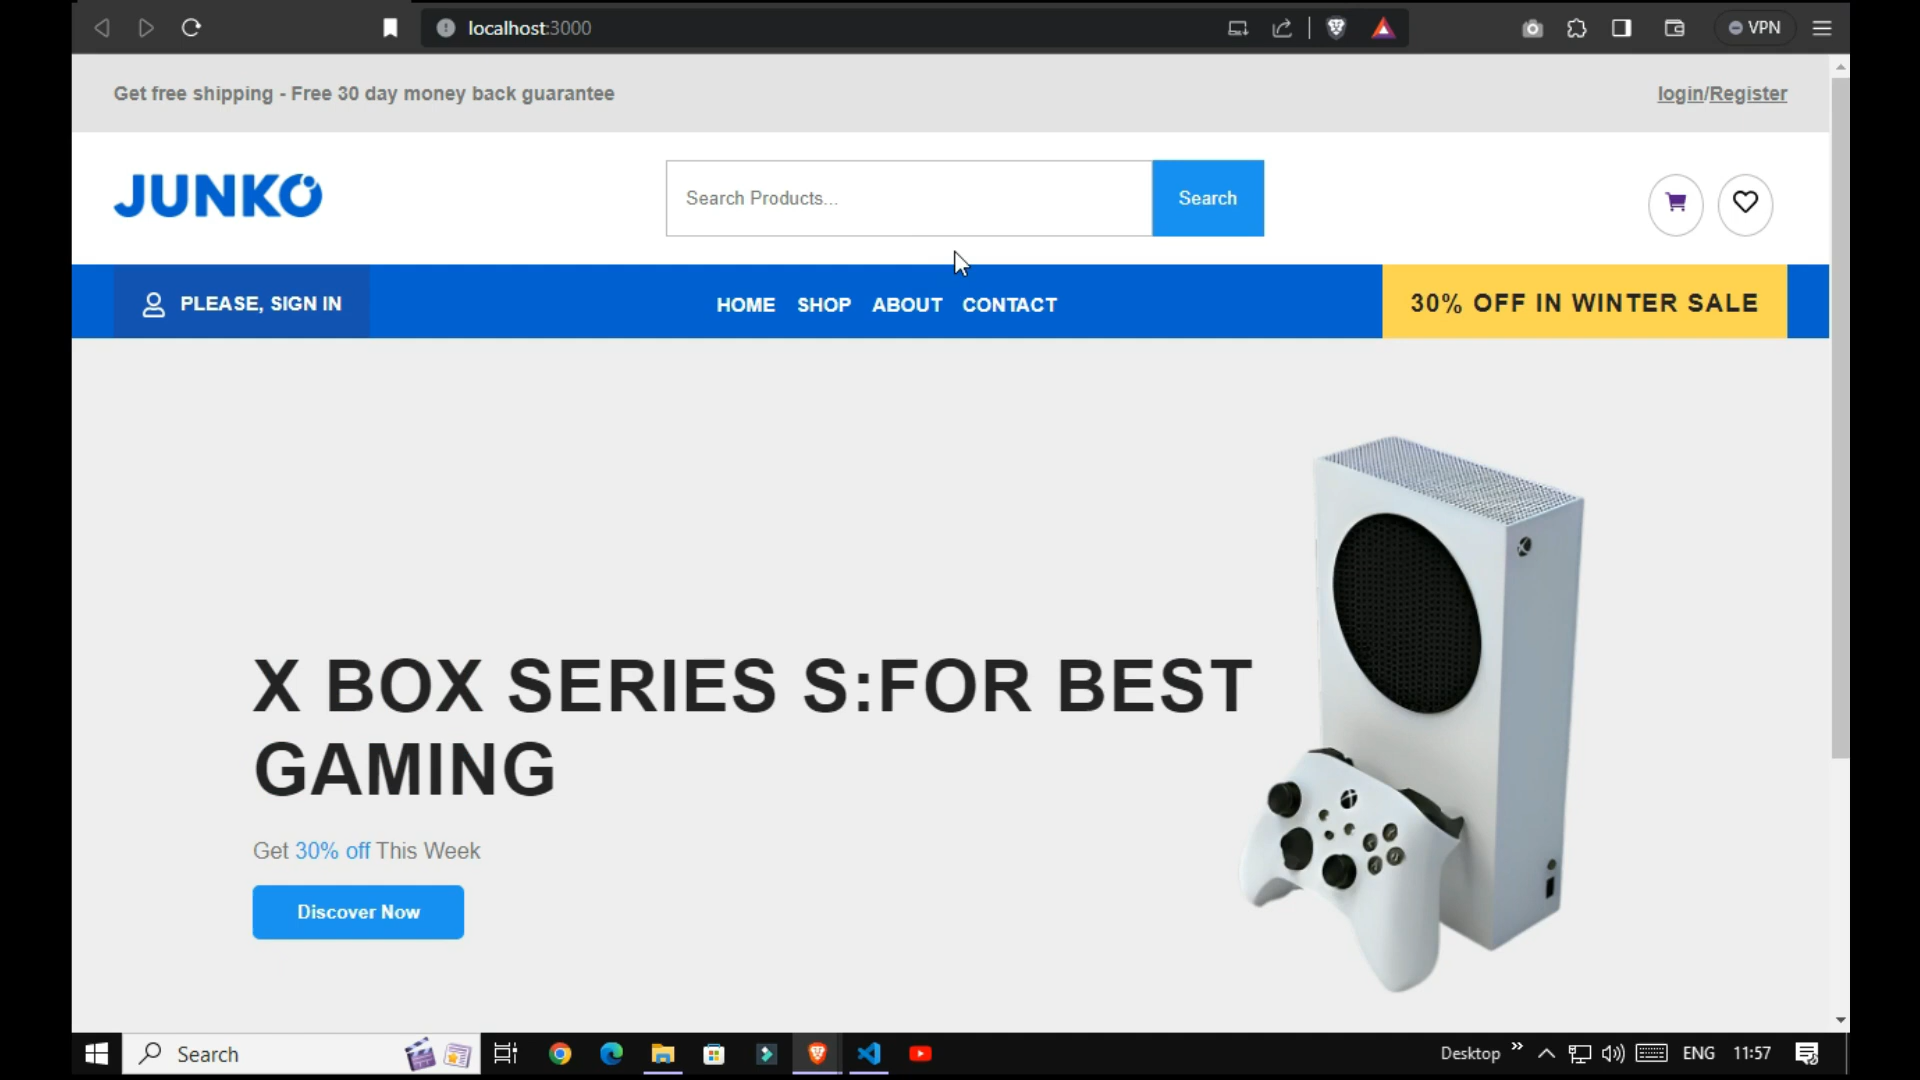 localhost:3000
VPN
Get free shipping - Free 30 day money back guarantee
login/Register
JUNKO
Search Products...
Search
PLEASE, SIGN IN
HOME SHOP ABOUT CONTACT
30% OFF IN WINTER SALE
X BOX SERIES S:FOR BEST
GAMING
Get 30% off This Week
Discover Now
Search
Desktop
ENG
11:57